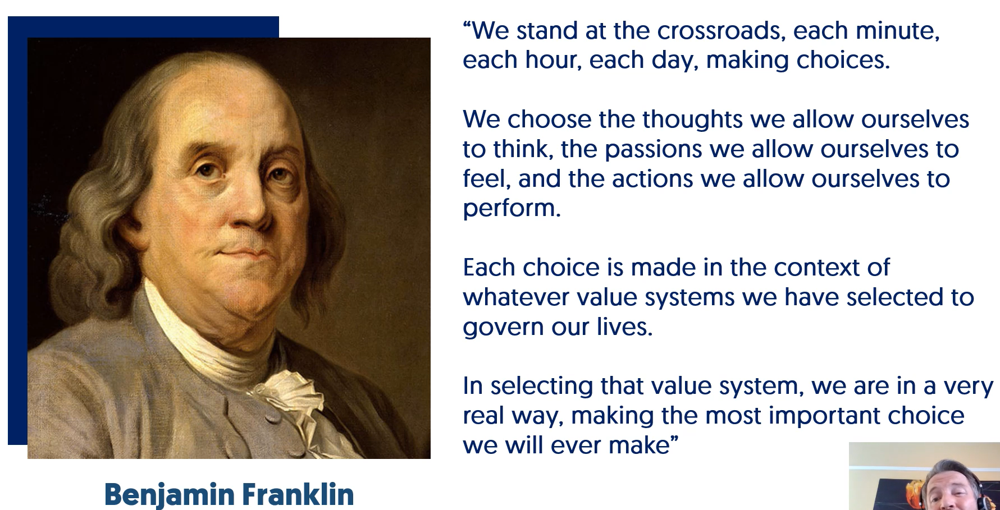 “We stand at the crossroads, each minute,
each hour, each day, making choices.
We choose the thoughts we allow ourselves
to think, the passions we allow ourselves to
feel, and the actions we allow ourselves to
perform.
Each choice is made in the context of
whatever value systems we have selected to
govern our lives.
In selecting that value system, we are in a very
real way, making the most important choice
we will ever make”
Benjamin Franklin